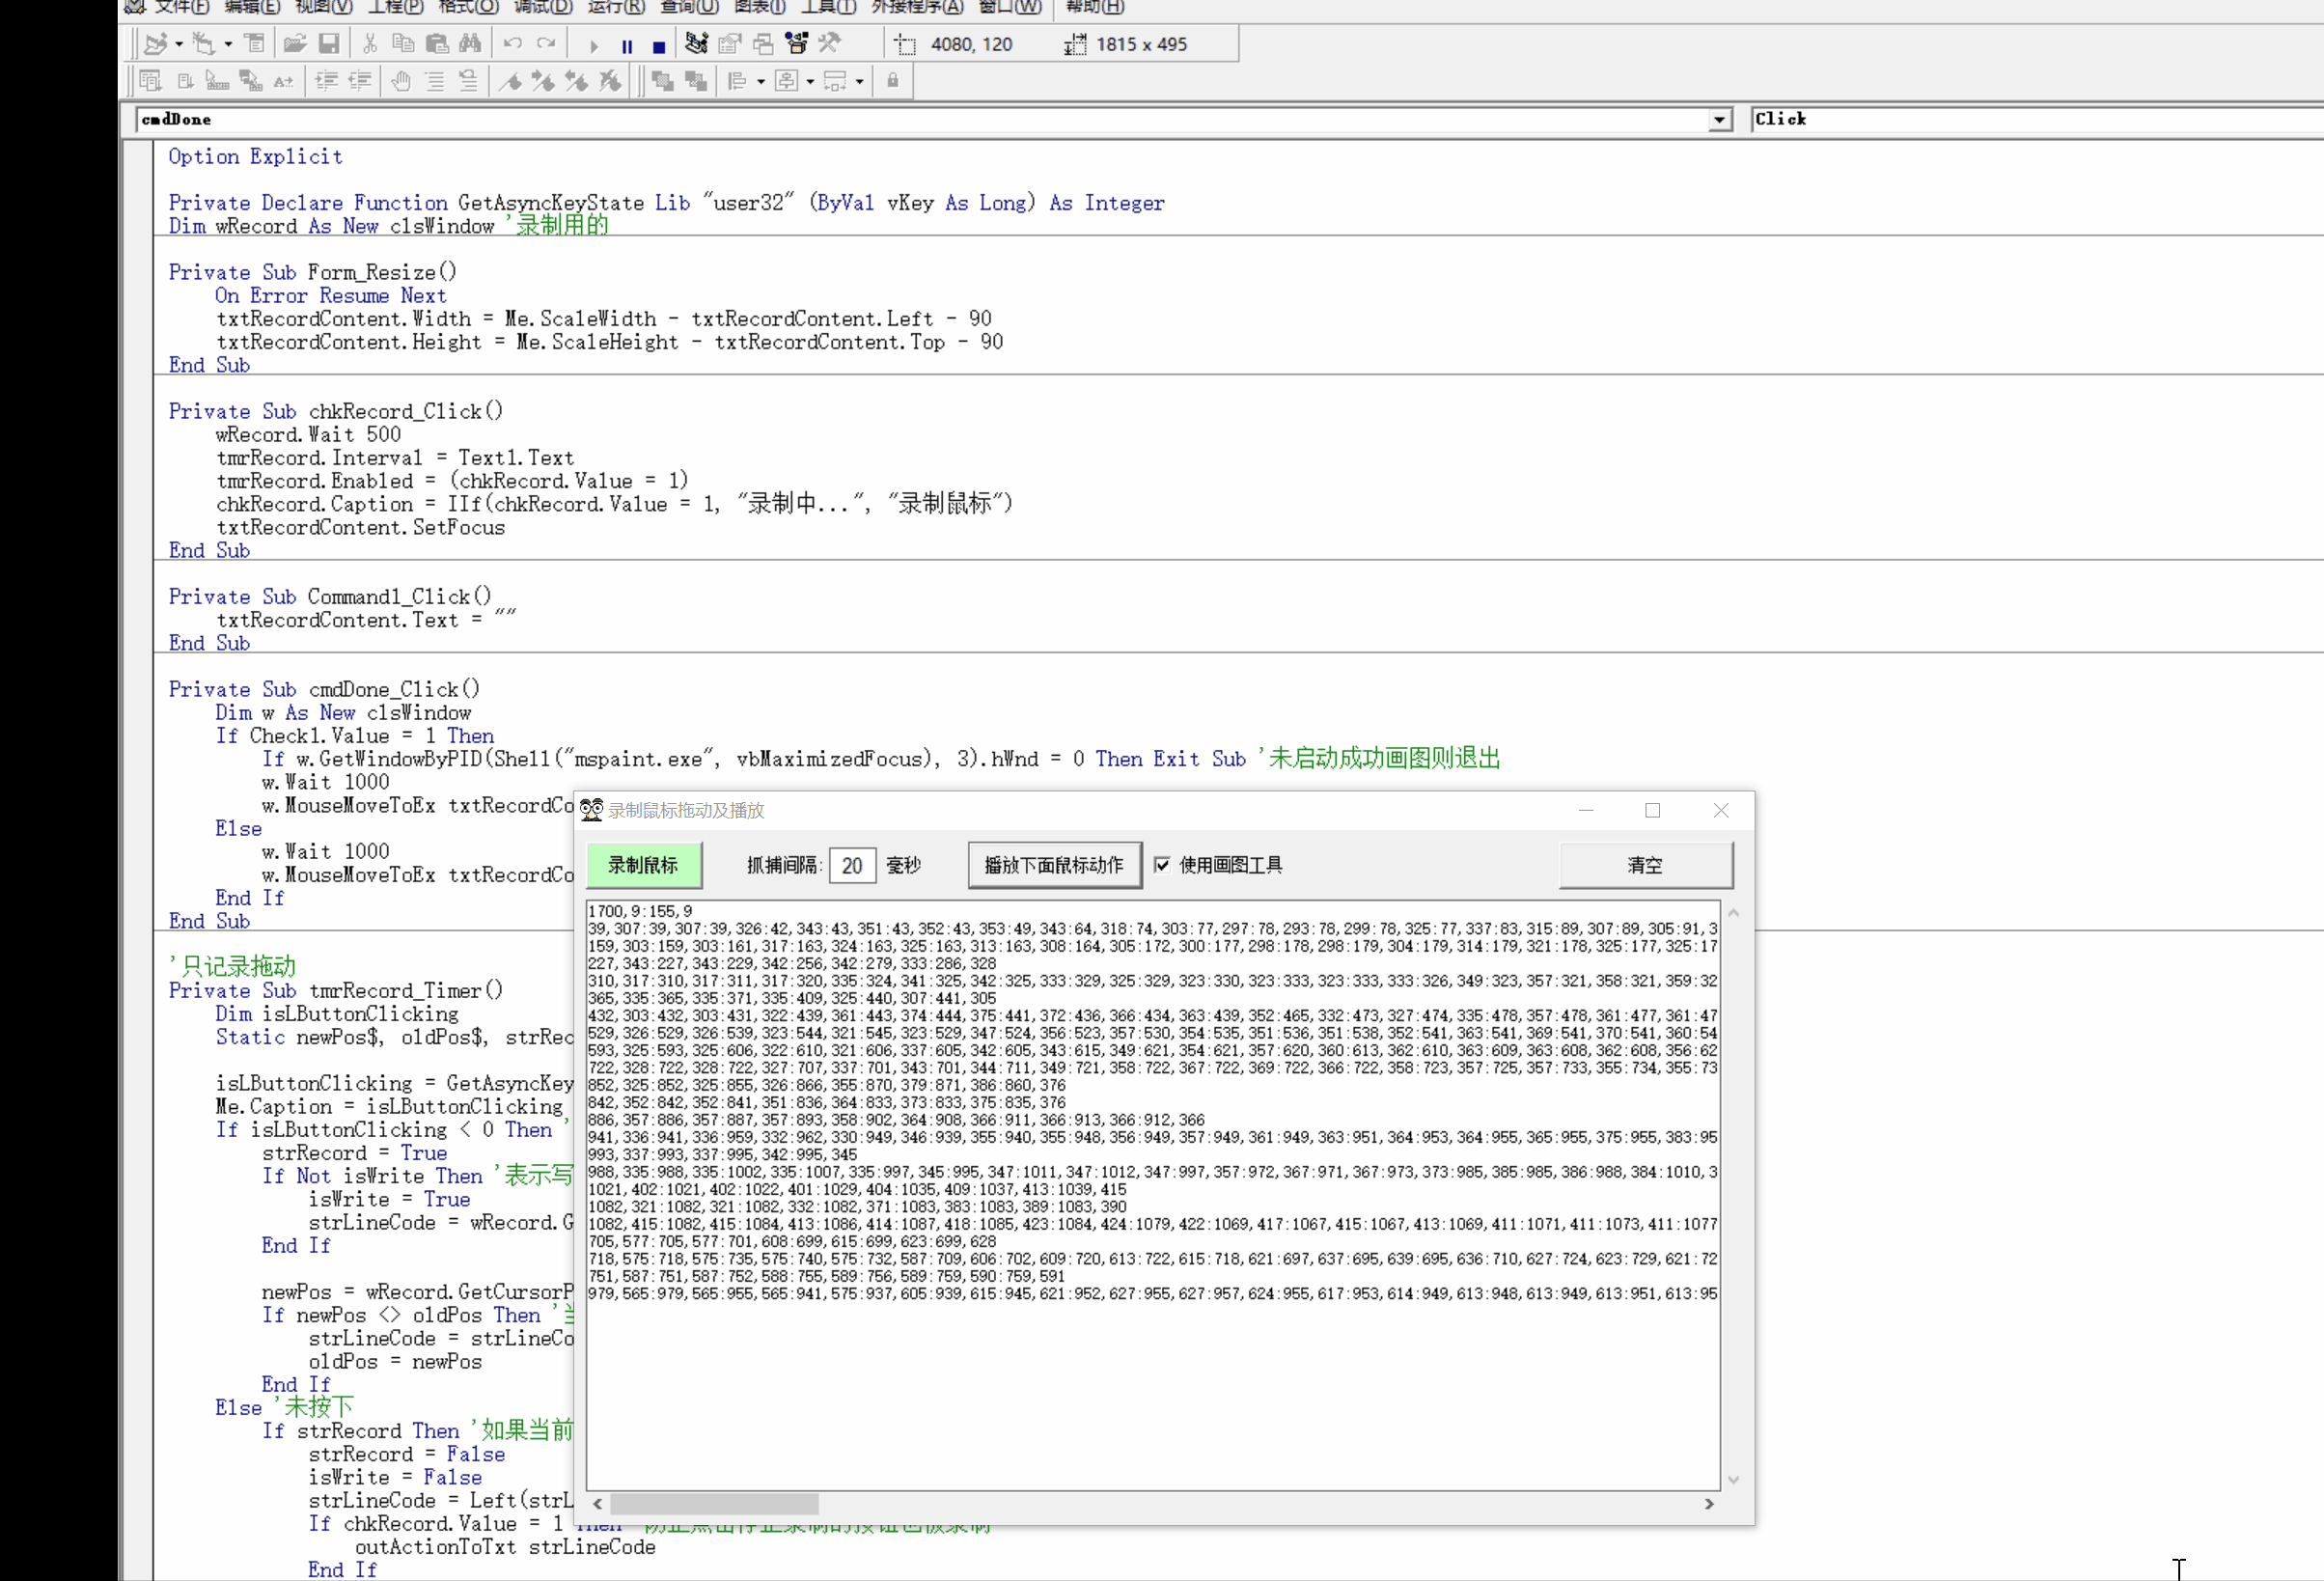 文件(F) 编辑(E) 视图(V) 工程(P) 格式(O) 调试(D) 运行(R) 查询(U) 图表(I) 工具(T) 外接程序(A) 窗口(W) 帮助(H)
4080, 120 1815 x 495
cmdDone Click
Option Explicit
Private Declare Function GetAsyncKeyState Lib "user32" (ByVal vKey As Long) As Integer
Dim wRecord As New clsWindow '录制用的
Private Sub Form_Resize()
On Error Resume Next
txtRecordContent.Width = Me.ScaleWidth - txtRecordContent.Left - 90
txtRecordContent.Height = Me.ScaleHeight - txtRecordContent.Top - 90
End Sub
Private Sub chkRecord_Click()
wRecord.Wait 500
tmrRecord.Interval = Text1.Text
tmrRecord.Enabled = (chkRecord.Value = 1)
chkRecord.Caption = IIf(chkRecord.Value = 1, "录制中...", "录制鼠标")
txtRecordContent.SetFocus
End Sub
Private Sub Command1_Click()
txtRecordContent.Text = ""
End Sub
Private Sub cmdDone_Click()
Dim w As New clsWindow
If Check1.Value = 1 Then
If w.GetWindowByPID(Shell("mspaint.exe", vbMaximizedFocus), 3).hWnd = 0 Then Exit Sub '未启动成功画图则退出
w.Wait 1000
w.MouseMoveToEx txtRecordCo
Else
w.Wait 1000
w.MouseMoveToEx txtRecordCo
End If
End Sub
'只记录拖动
Private Sub tmrRecord_Timer()
Dim isLButtonClicking
Static newPos$, oldPos$, strRec
isLButtonClicking = GetAsyncKey
Me.Caption = isLButtonClicking
If isLButtonClicking < 0 Then '
strRecord = True
If Not isWrite Then '表示写
isWrite = True
strLineCode = wRecord.G
End If
newPos = wRecord.GetCursorP
If newPos <> oldPos Then '
strLineCode = strLineCo
oldPos = newPos
End If
Else '未按下
If strRecord Then '如果当前
strRecord = False
isWrite = False
strLineCode = Left(strL
If chkRecord.Value = 1 Then
outActionToTxt strLineCode
End If
录制鼠标拖动及播放
录制鼠标 抓捕间隔: 20 毫秒 播放下面鼠标动作 使用画图工具 清空
1700,9:155,9
39,307:39,307:39,326:42,343:43,351:43,352:43,353:49,343:64,318:74,303:77,297:78,293:78,299:78,325:77,337:83,315:89,307:89,305:91,3
159,303:159,303:161,317:163,324:163,325:163,313:163,308:164,305:172,300:177,298:178,298:179,304:179,314:179,321:178,325:177,325:17
227,343:227,343:229,342:256,342:279,333:286,328
310,317:310,317:311,317:320,335:324,341:325,342:325,333:329,325:329,323:330,323:333,323:333,333:326,349:323,357:321,358:321,359:32
365,335:365,335:371,335:409,325:440,307:441,305
432,303:432,303:431,322:439,361:443,374:444,375:441,372:436,366:434,363:439,352:465,332:473,327:474,335:478,357:478,361:477,361:47
529,326:529,326:539,323:544,321:545,323:529,347:524,356:523,357:530,354:535,351:536,351:538,352:541,363:541,369:541,370:541,360:54
593,325:593,325:606,322:610,321:606,337:605,342:605,343:615,349:621,354:621,357:620,360:613,362:610,363:609,363:608,362:608,356:62
722,328:722,328:722,327:707,337:701,343:701,344:711,349:721,358:722,367:722,369:722,366:722,358:723,357:725,357:733,355:734,355:73
852,325:852,325:855,326:866,355:870,379:871,386:860,376
842,352:842,352:841,351:836,364:833,373:833,375:835,376
886,357:886,357:887,357:893,358:902,364:908,366:911,366:913,366:912,366
941,336:941,336:959,332:962,330:949,346:939,355:940,355:948,356:949,357:949,361:949,363:951,364:953,364:955,365:955,375:955,383:95
993,337:993,337:995,342:995,345
988,335:988,335:1002,335:1007,335:997,345:995,347:1011,347:1012,347:997,357:972,367:971,367:973,373:985,385:985,386:988,384:1010,3
1021,402:1021,402:1022,401:1029,404:1035,409:1037,413:1039,415
1082,321:1082,321:1082,332:1082,371:1083,383:1083,389:1083,390
1082,415:1082,415:1084,413:1086,414:1087,418:1085,423:1084,424:1079,422:1069,417:1067,415:1067,413:1069,411:1071,411:1073,411:1077
705,577:705,577:701,608:699,615:699,623:699,628
718,575:718,575:735,575:740,575:732,587:709,606:702,609:720,613:722,615:718,621:697,637:695,639:695,636:710,627:724,623:729,621:72
751,587:751,587:752,588:755,589:756,589:759,590:759,591
979,565:979,565:955,565:941,575:937,605:939,615:945,621:952,627:955,627:957,624:955,617:953,614:949,613:948,613:949,613:951,613:95